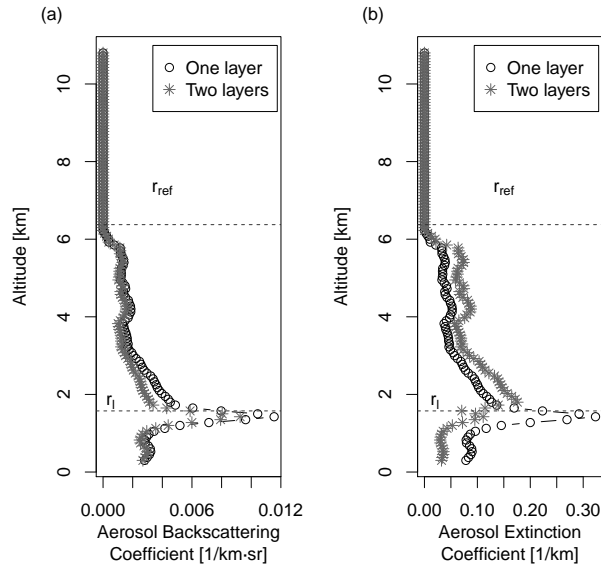 (a)
One layer
Two layers
r_ref
r_l
Altitude [km]
0
2
4
6
8
10
0.000
0.006
0.012
Aerosol Backscattering
Coefficient [1/km·sr]
(b)
One layer
Two layers
r_ref
r_l
Altitude [km]
0
2
4
6
8
10
0.00
0.10
0.20
0.30
Aerosol Extinction
Coefficient [1/km]